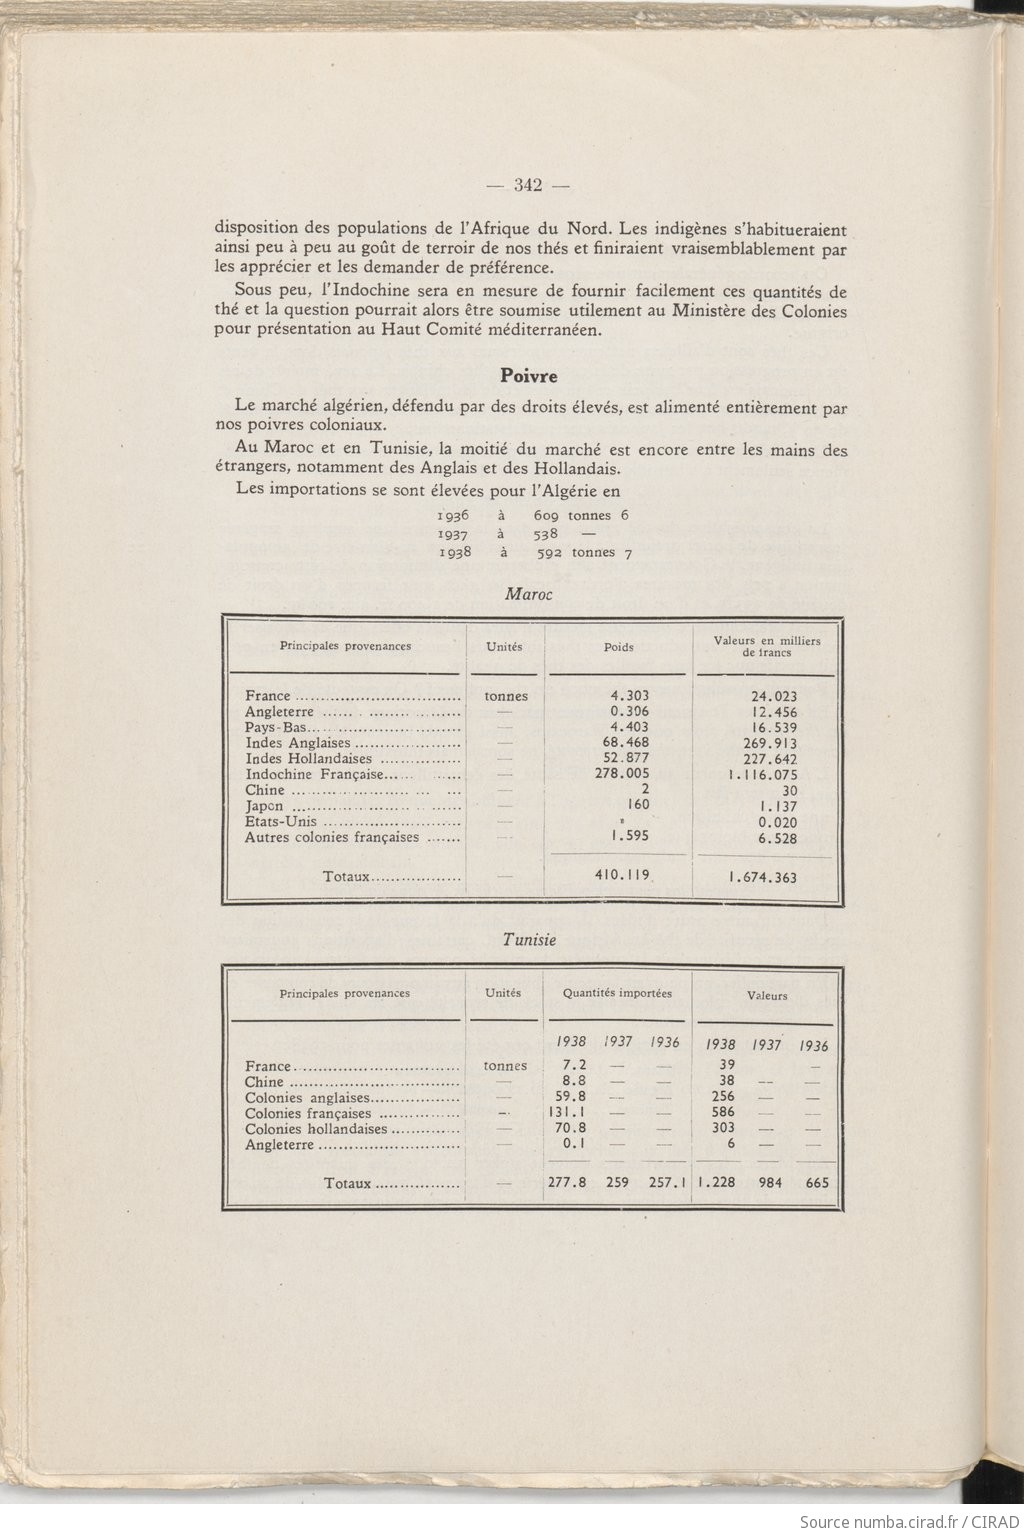 — 342 —
disposition des populations de l'Afrique du Nord. Les indigènes s'habitueraient
ainsi peu à peu au goût de terroir de nos thés et finiraient vraisemblablement par
les apprécier et les demander de préférence.
Sous peu, l'Indochine sera en mesure de fournir facilement ces quantités de
thé et la question pourrait alors être soumise utilement au Ministère des Colonies
pour présentation au Haut Comité méditerranéen.
Poivre
Le marché algérien, défendu par des droits élevés, est alimenté entièrement par
nos poivres coloniaux.
Au Maroc et en Tunisie, la moitié du marché est encore entre les mains des
étrangers, notamment des Anglais et des Hollandais.
Les importations se sont élevées pour l'Algérie en
1936 à 609 tonnes 6
1937 à 538 —
1938 à 592 tonnes 7
Maroc
Principales provenances Unités Poids Valeurs en milliers
de francs
France ................................ tonnes 4.303 24.023
Angleterre ...... . ........ ......... — 0.306 12.456
Pays-Bas..... ........................ — 4.403 16.539
Indes Anglaises ..................... — 68.468 269.913
Indes Hollandaises ................ — 52.877 227.642
Indochine Française...... ...... — 278.005 1.116.075
Chine ....................... ... ... — 2 30
Japon ....................... .. ...... — 160 1.137
Etats-Unis ........................... — » 0.020
Autres colonies françaises ....... — 1.595 6.528
Totaux.................. — 410.119 1.674.363
Tunisie
Principales provenances Unités Quantités importées Valeurs
1938 1937 1936 1938 1937 1936
France................................. tonnes 7.2 — — 39 —
Chine .................................. — 8.8 — — 38 — —
Colonies anglaises.................. — 59.8 — — 256 — —
Colonies françaises ................ — 131.1 — — 586 — —
Colonies hollandaises .............. — 70.8 — — 303 — —
Angleterre ............................ — 0.1 — — 6 — —
Totaux ................. — 277.8 259 257.1 1.228 984 665
Source numba.cirad.fr / CIRAD